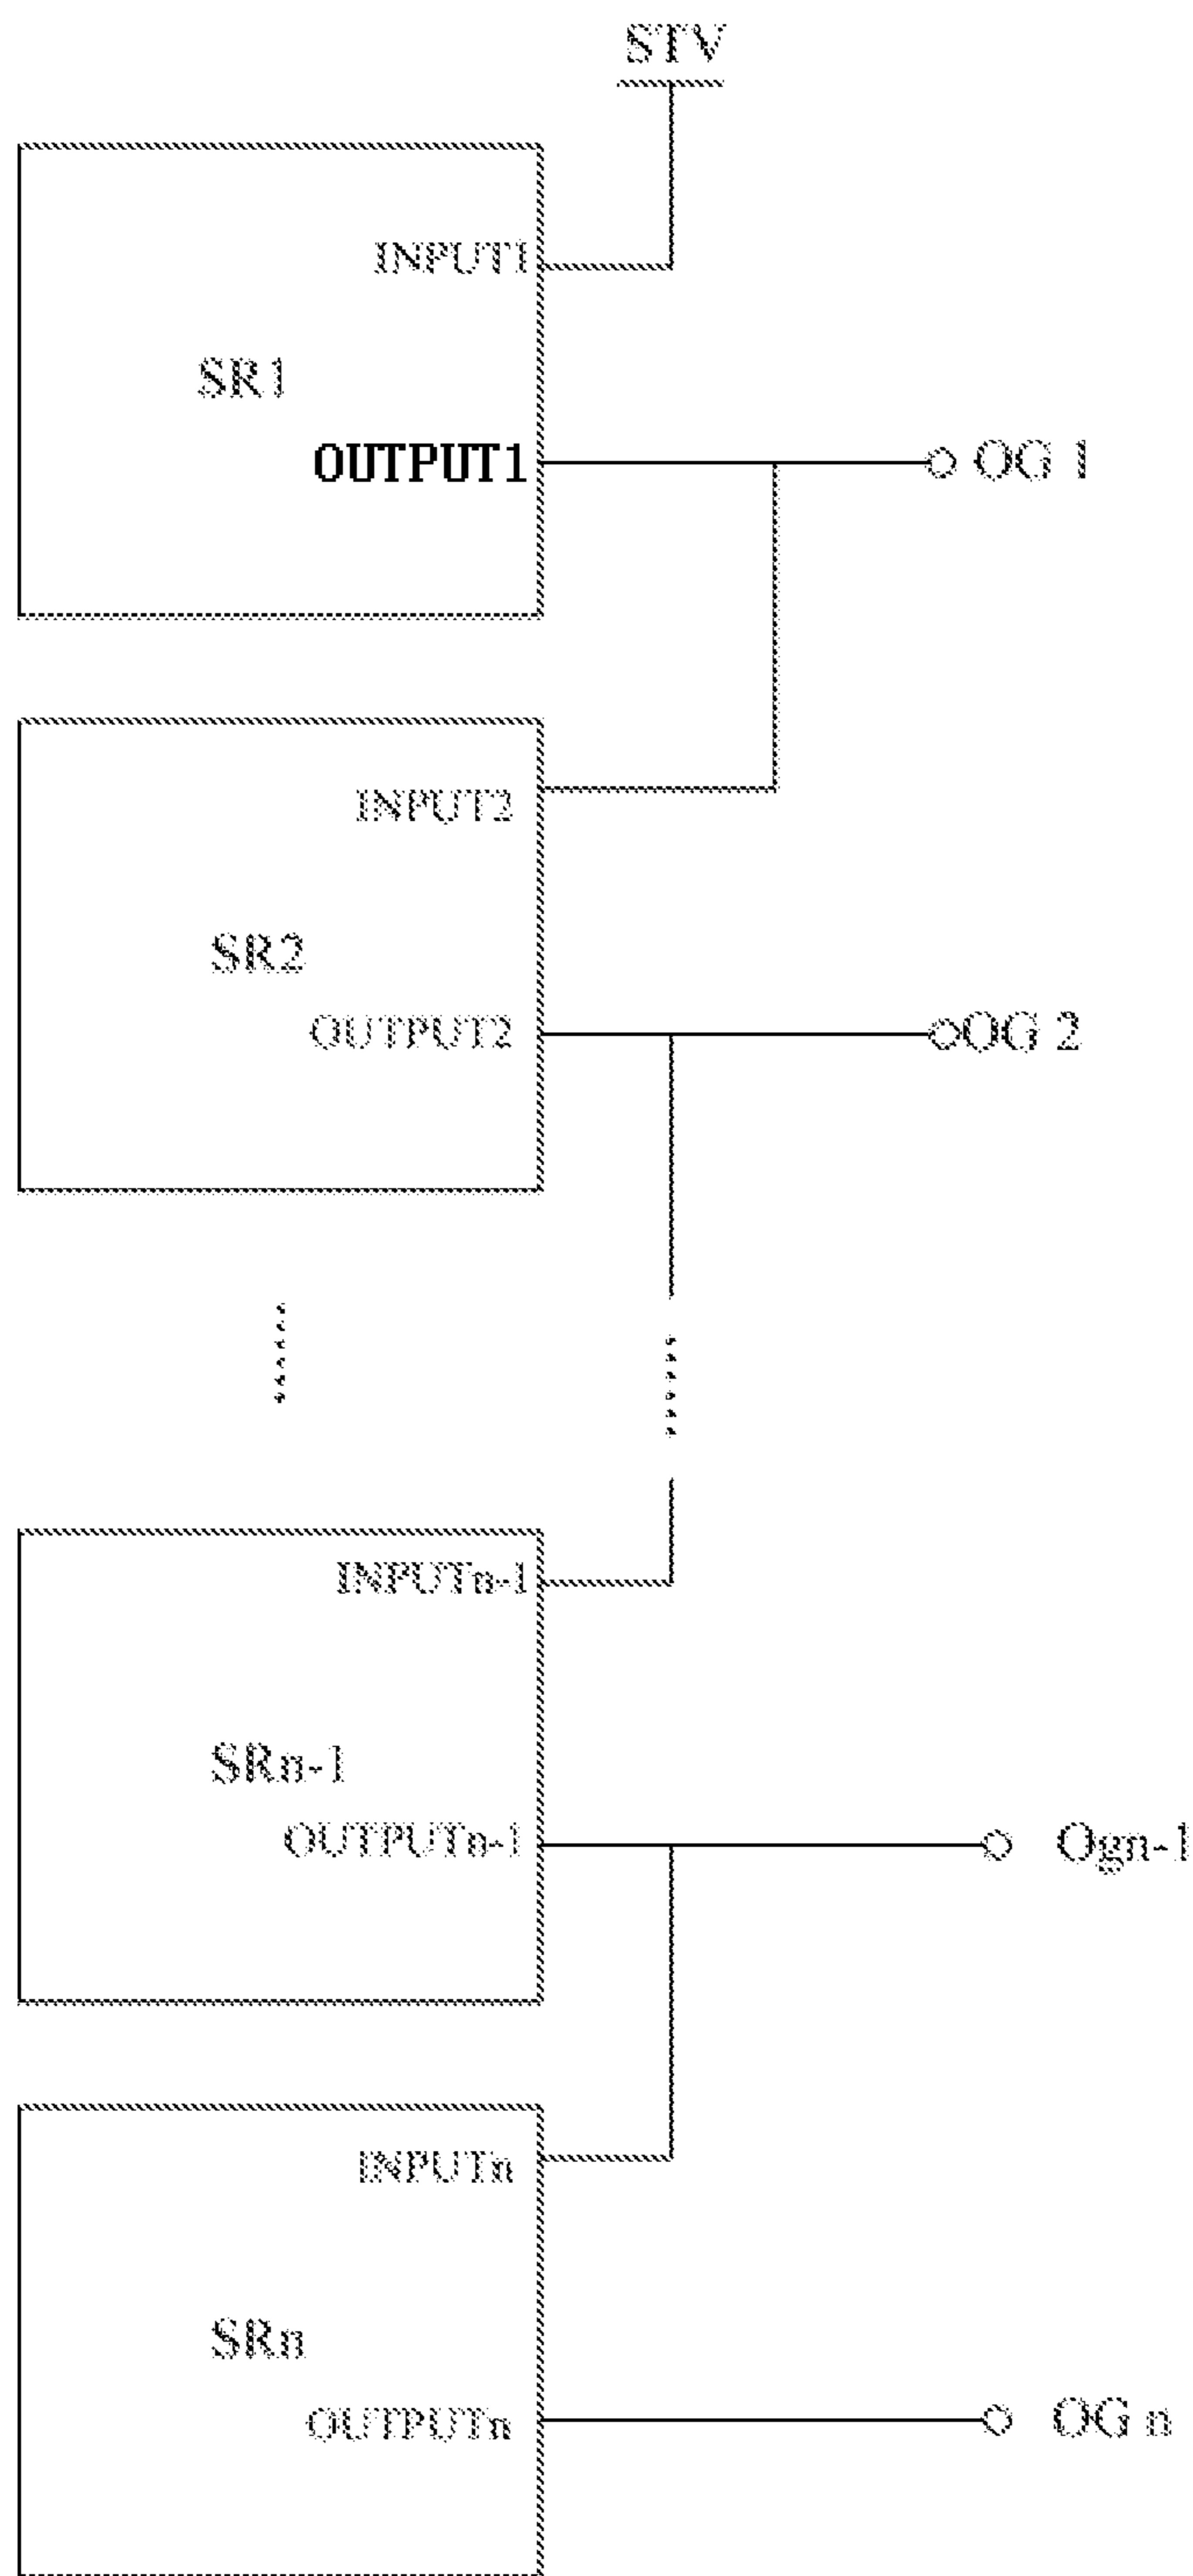 STV
INPUT1
SR1
OUTPUT1
OG 1
INPUT2
SR2
OUTPUT2
OG 2
INPUTn-1
SRn-1
OUTPUTn-1
Ogn-1
INPUTn
SRn
OUTPUTn
OG n